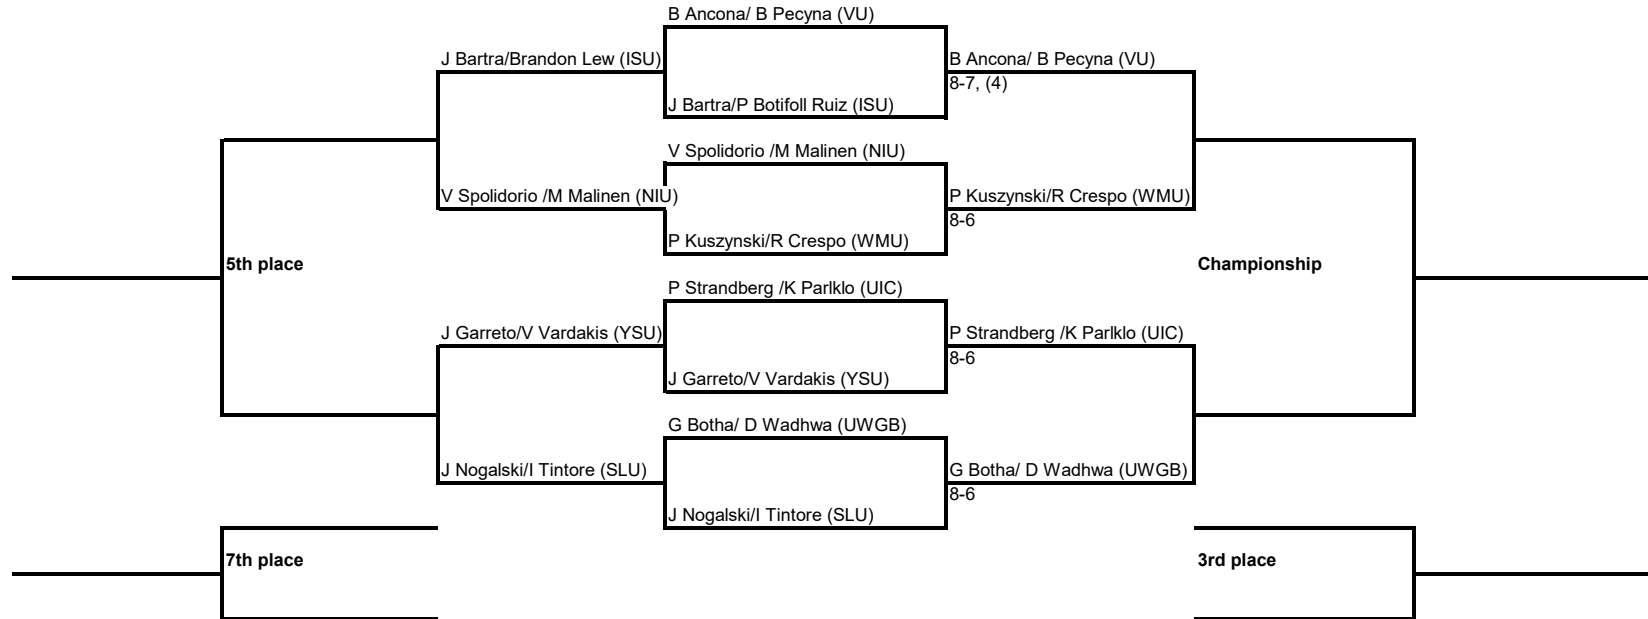 B Ancona/ B Pecyna (VU)
J Bartra/Brandon Lew (ISU)
B Ancona/ B Pecyna (VU)
8-7, (4)
J Bartra/P Botifoll Ruiz (ISU)
V Spolidorio /M Malinen (NIU)
V Spolidorio /M Malinen (NIU)
P Kuszynski/R Crespo (WMU)
8-6
P Kuszynski/R Crespo (WMU)
5th place
Championship
P Strandberg /K Parlklo (UIC)
J Garreto/V Vardakis (YSU)
P Strandberg /K Parlklo (UIC)
8-6
J Garreto/V Vardakis (YSU)
G Botha/ D Wadhwa (UWGB)
J Nogalski/I Tintore (SLU)
G Botha/ D Wadhwa (UWGB)
8-6
J Nogalski/I Tintore (SLU)
7th place
3rd place